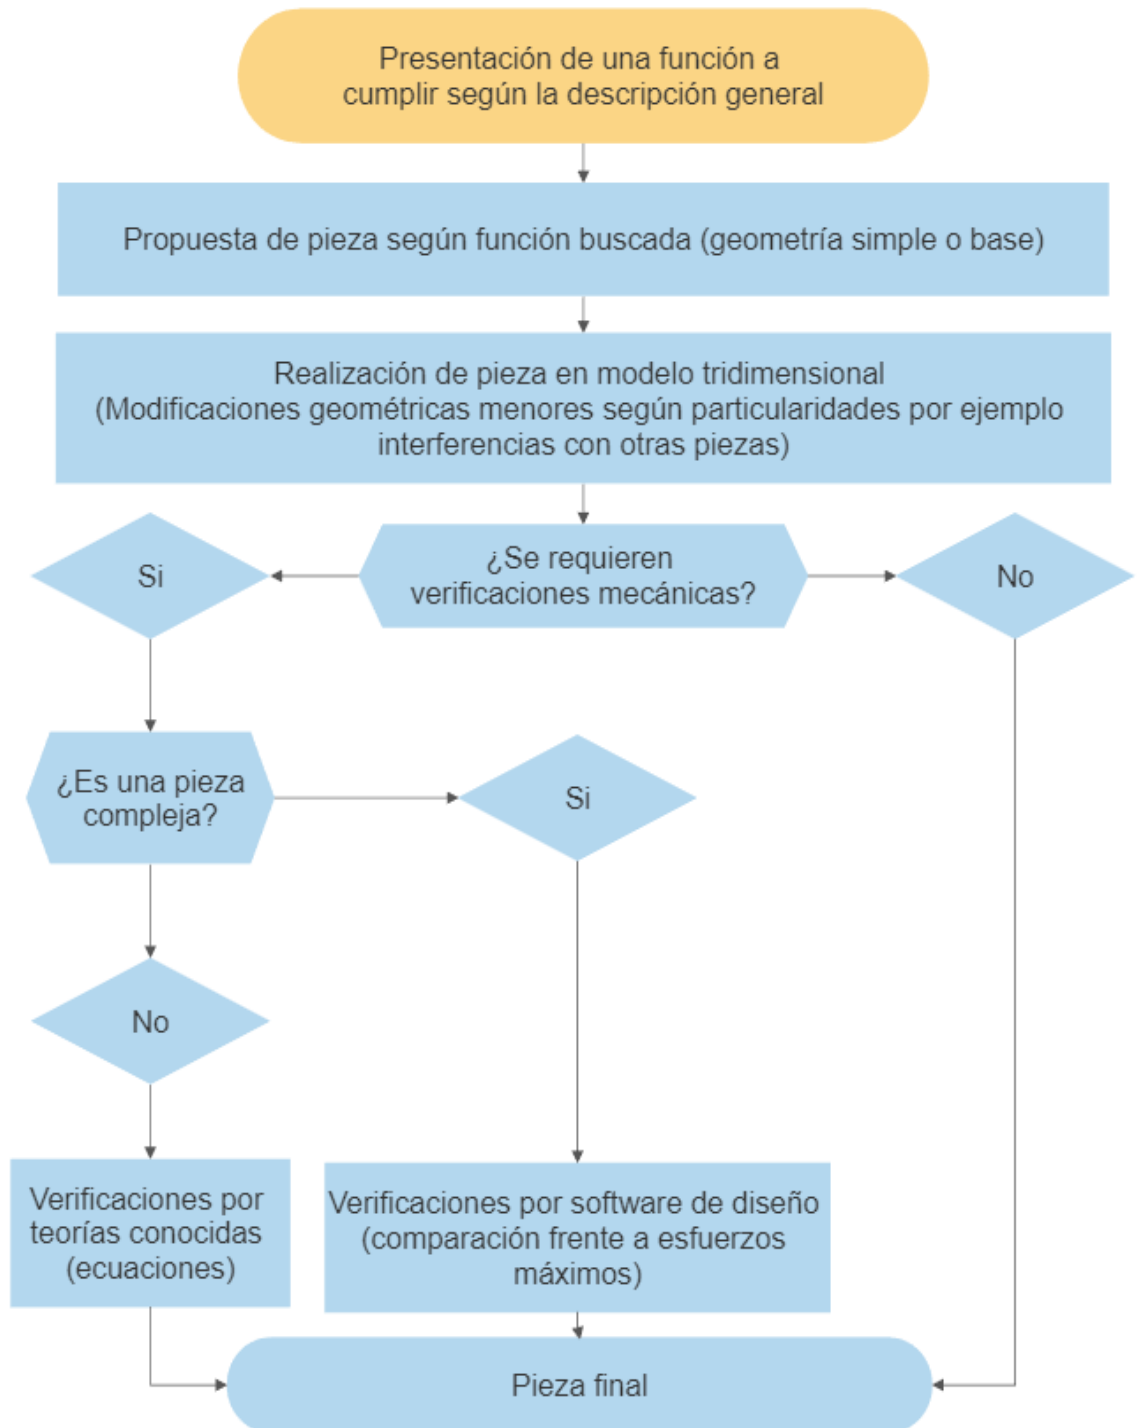 Presentación de una función a
cumplir según la descripción general
Propuesta de pieza según función buscada (geometría simple o base)
Realización de pieza en modelo tridimensional
(Modificaciones geométricas menores según particularidades por ejemplo
interferencias con otras piezas)
¿Se requieren
verificaciones mecánicas?
Si
No
¿Es una pieza
compleja?
Si
No
Verificaciones por
teorías conocidas
(ecuaciones)
Verificaciones por software de diseño
(comparación frente a esfuerzos
máximos)
Pieza final